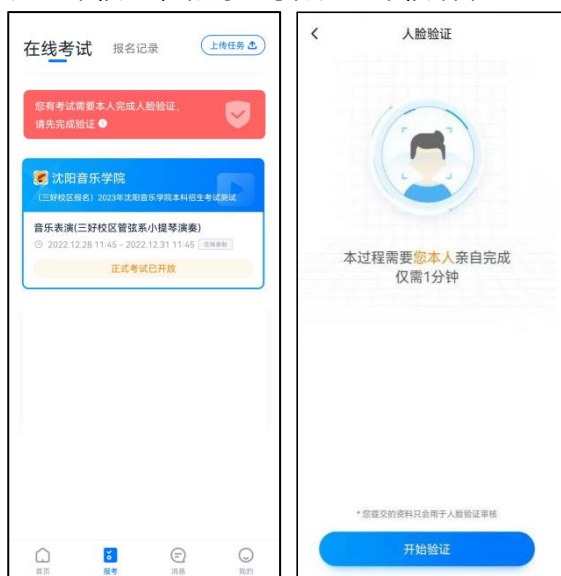 在线考试
报名记录
上传任务
您有考试需要本人完成人脸验证,
请先完成验证
沈阳音乐学院
(三好校区报名) 2023年沈阳音乐学院本科招生考试测试
音乐表演(三好校区管弦系小提琴演奏)
2022.12.28 11:45 - 2022.12.31 11:45
正式考试已开放
首页
报考
消息
我的
人脸验证
本过程需要您本人亲自完成
仅需1分钟
*您提交的资料只会用于人脸验证审核
开始验证